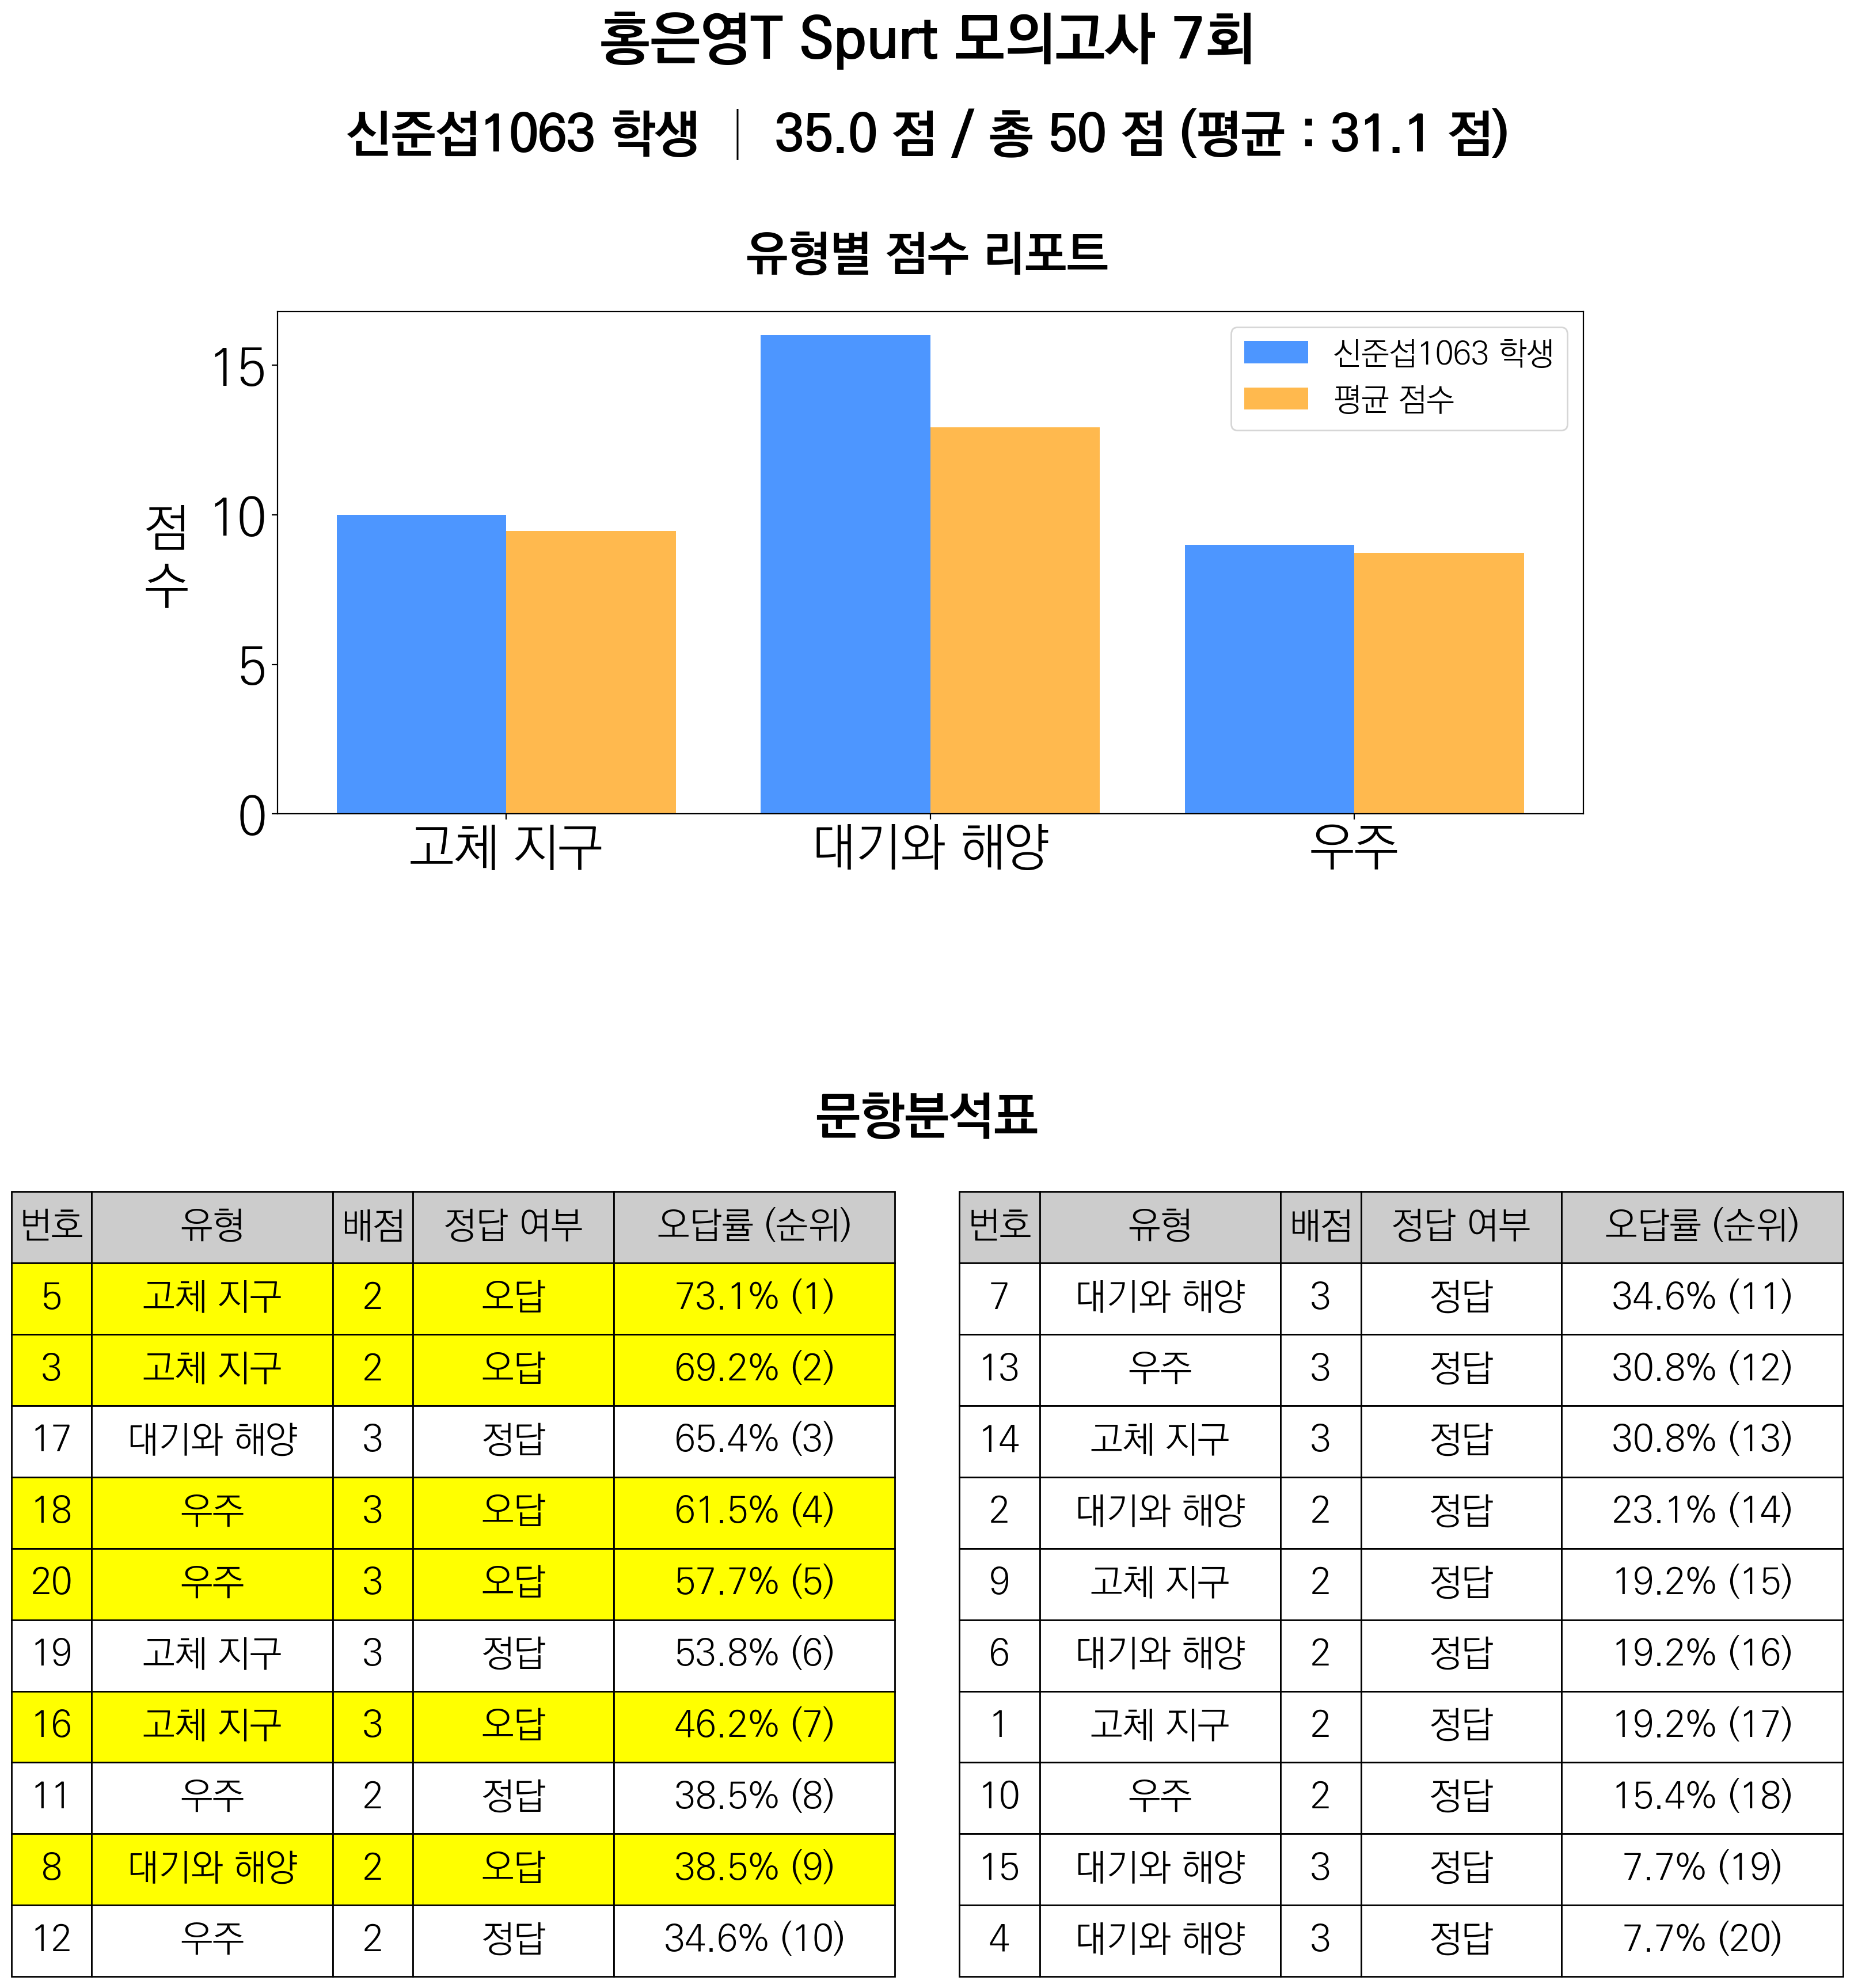 홍은영T Spurt 모의고사 7회
신준섭1063 학생 | 35.0 점 / 총 50 점 (평균 : 31.1 점)
유형별 점수 리포트
점수
15
10
5
0
신준섭1063 학생
평균 점수
고체 지구 대기와 해양 우주
문항분석표
번호 유형 배점 정답 여부 오답률 (순위)
5 고체 지구 2 오답 73.1% (1)
3 고체 지구 2 오답 69.2% (2)
17 대기와 해양 3 정답 65.4% (3)
18 우주 3 오답 61.5% (4)
20 우주 3 오답 57.7% (5)
19 고체 지구 3 정답 53.8% (6)
16 고체 지구 3 오답 46.2% (7)
11 우주 2 정답 38.5% (8)
8 대기와 해양 2 오답 38.5% (9)
12 우주 2 정답 34.6% (10)
번호 유형 배점 정답 여부 오답률 (순위)
7 대기와 해양 3 정답 34.6% (11)
13 우주 3 정답 30.8% (12)
14 고체 지구 3 정답 30.8% (13)
2 대기와 해양 2 정답 23.1% (14)
9 고체 지구 2 정답 19.2% (15)
6 대기와 해양 2 정답 19.2% (16)
1 고체 지구 2 정답 19.2% (17)
10 우주 2 정답 15.4% (18)
15 대기와 해양 3 정답 7.7% (19)
4 대기와 해양 3 정답 7.7% (20)